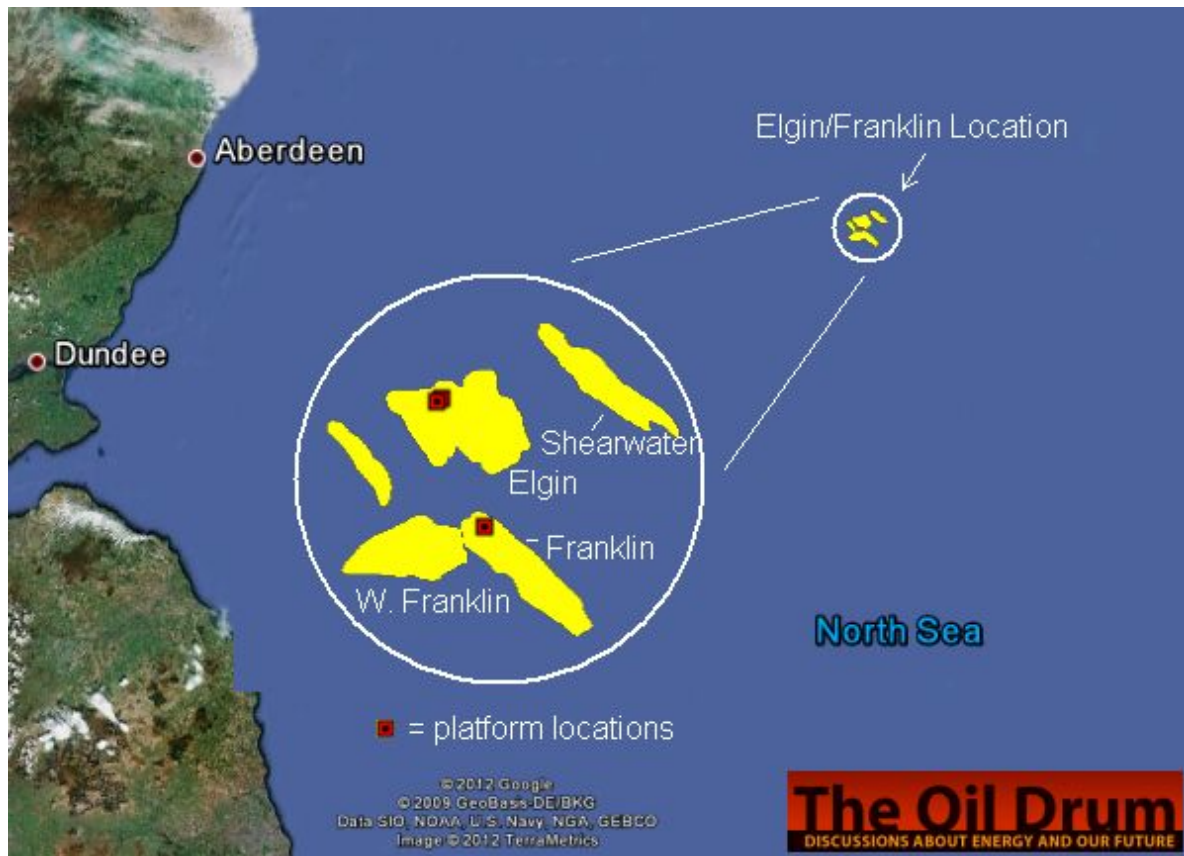 Elgin/Franklin Location
Aberdeen
Dundee
Shearwater
Elgin
Franklin
W. Franklin
North Sea
= platform locations
© 2012 Google
© 2009 GeoBasis-DE/BKG
Data SIO, NOAA, U.S. Navy, NGA, GEBCO
Image © 2012 TerraMetrics
The Oil Drum
DISCUSSIONS ABOUT ENERGY AND OUR FUTURE